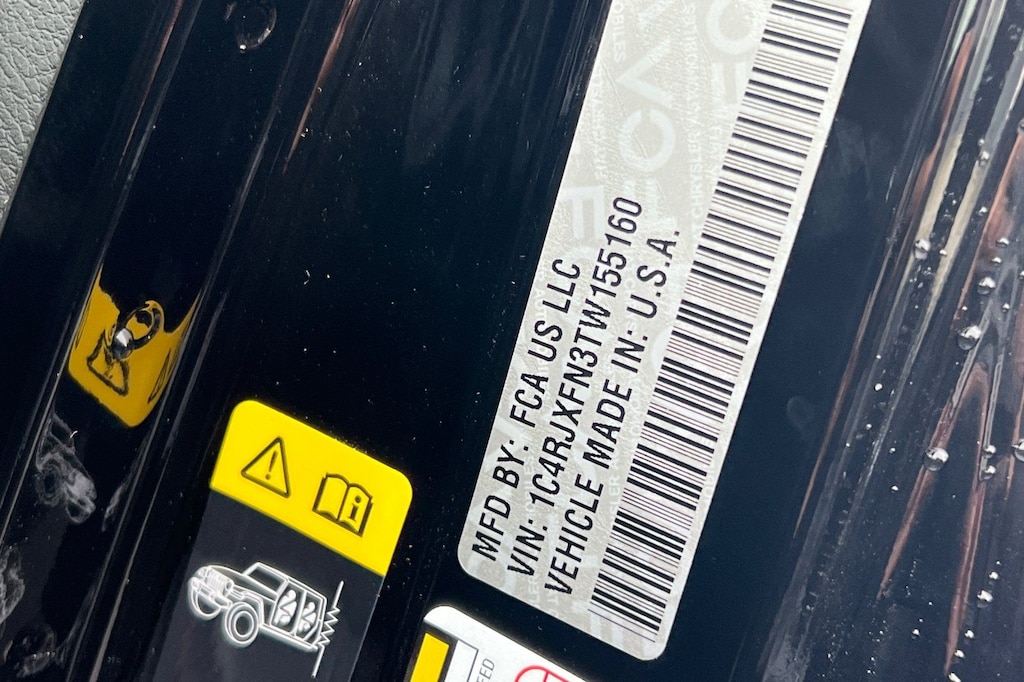 MFD BY: FCA US LLC
VIN: 1C4RJXFN3TW155160
VEHICLE MADE IN: U.S.A.